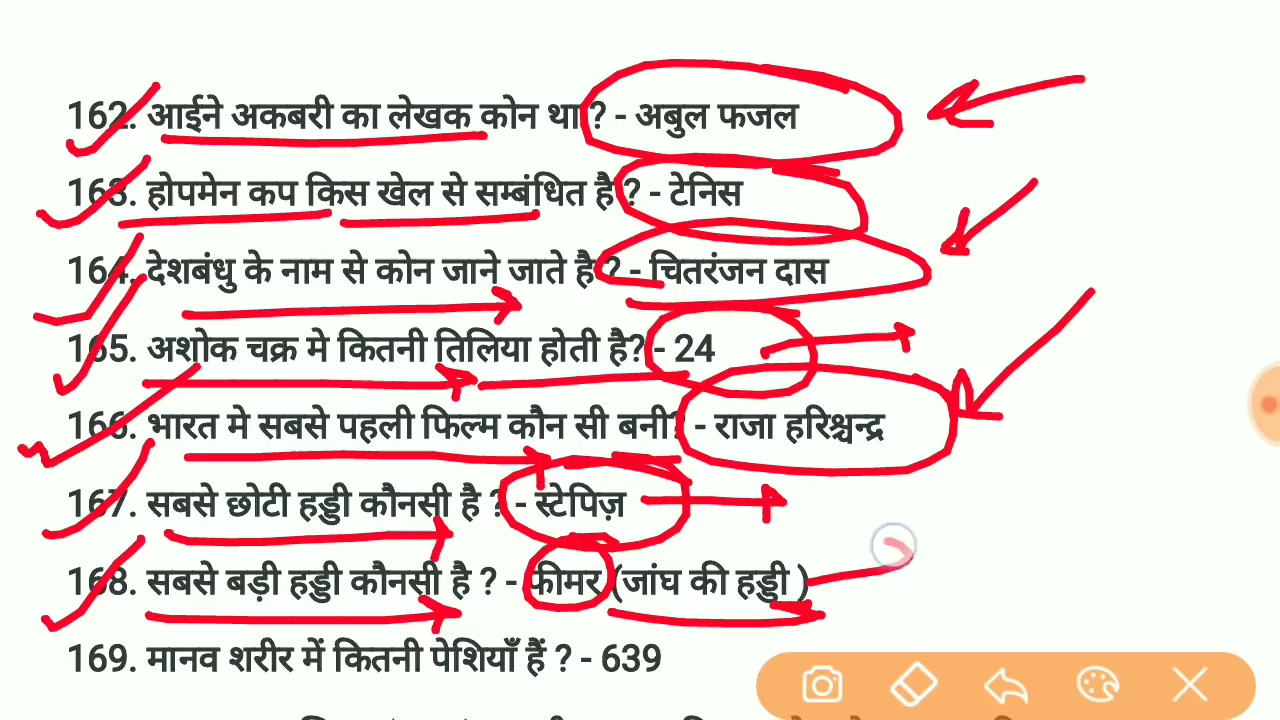 162. आईने अकबरी का लेखक कोन था ? - अबुल फजल
163. होपमेन कप किस खेल से सम्बंधित है ? - टेनिस
164. देशबंधु के नाम से कोन जाने जाते है ? - चितरंजन दास
165. अशोक चक्र मे कितनी तिलिया होती है? - 24
166. भारत मे सबसे पहली फिल्म कौन सी बनी? - राजा हरिश्चन्द्र
167. सबसे छोटी हड्डी कौनसी है ? - स्टेपिज़
168. सबसे बड़ी हड्डी कौनसी है ? - फीमर (जांघ की हड्डी )
169. मानव शरीर में कितनी पेशियाँ हैं ? - 639